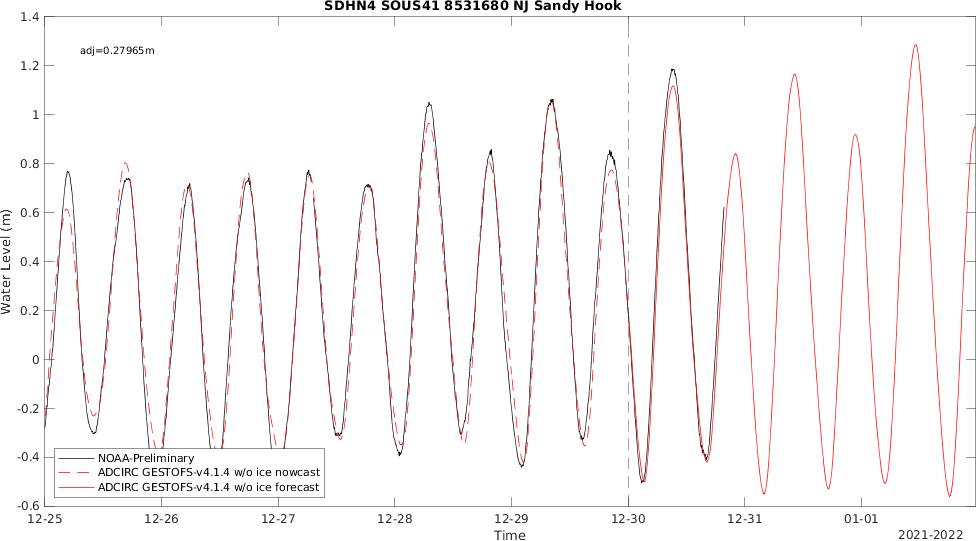 SDHN4 SOUS41 8531680 NJ Sandy Hook
1.4
adj=0.27965m
1.2
1
0.8
0.6
0.4
0.2
0
-0.2
-0.4
-0.6
Water Level (m)
NOAA-Preliminary
ADCIRC GESTOFS-v4.1.4 w/o ice nowcast
ADCIRC GESTOFS-v4.1.4 w/o ice forecast
12-25 12-26 12-27 12-28 12-29 12-30 12-31 01-01
Time
2021-2022